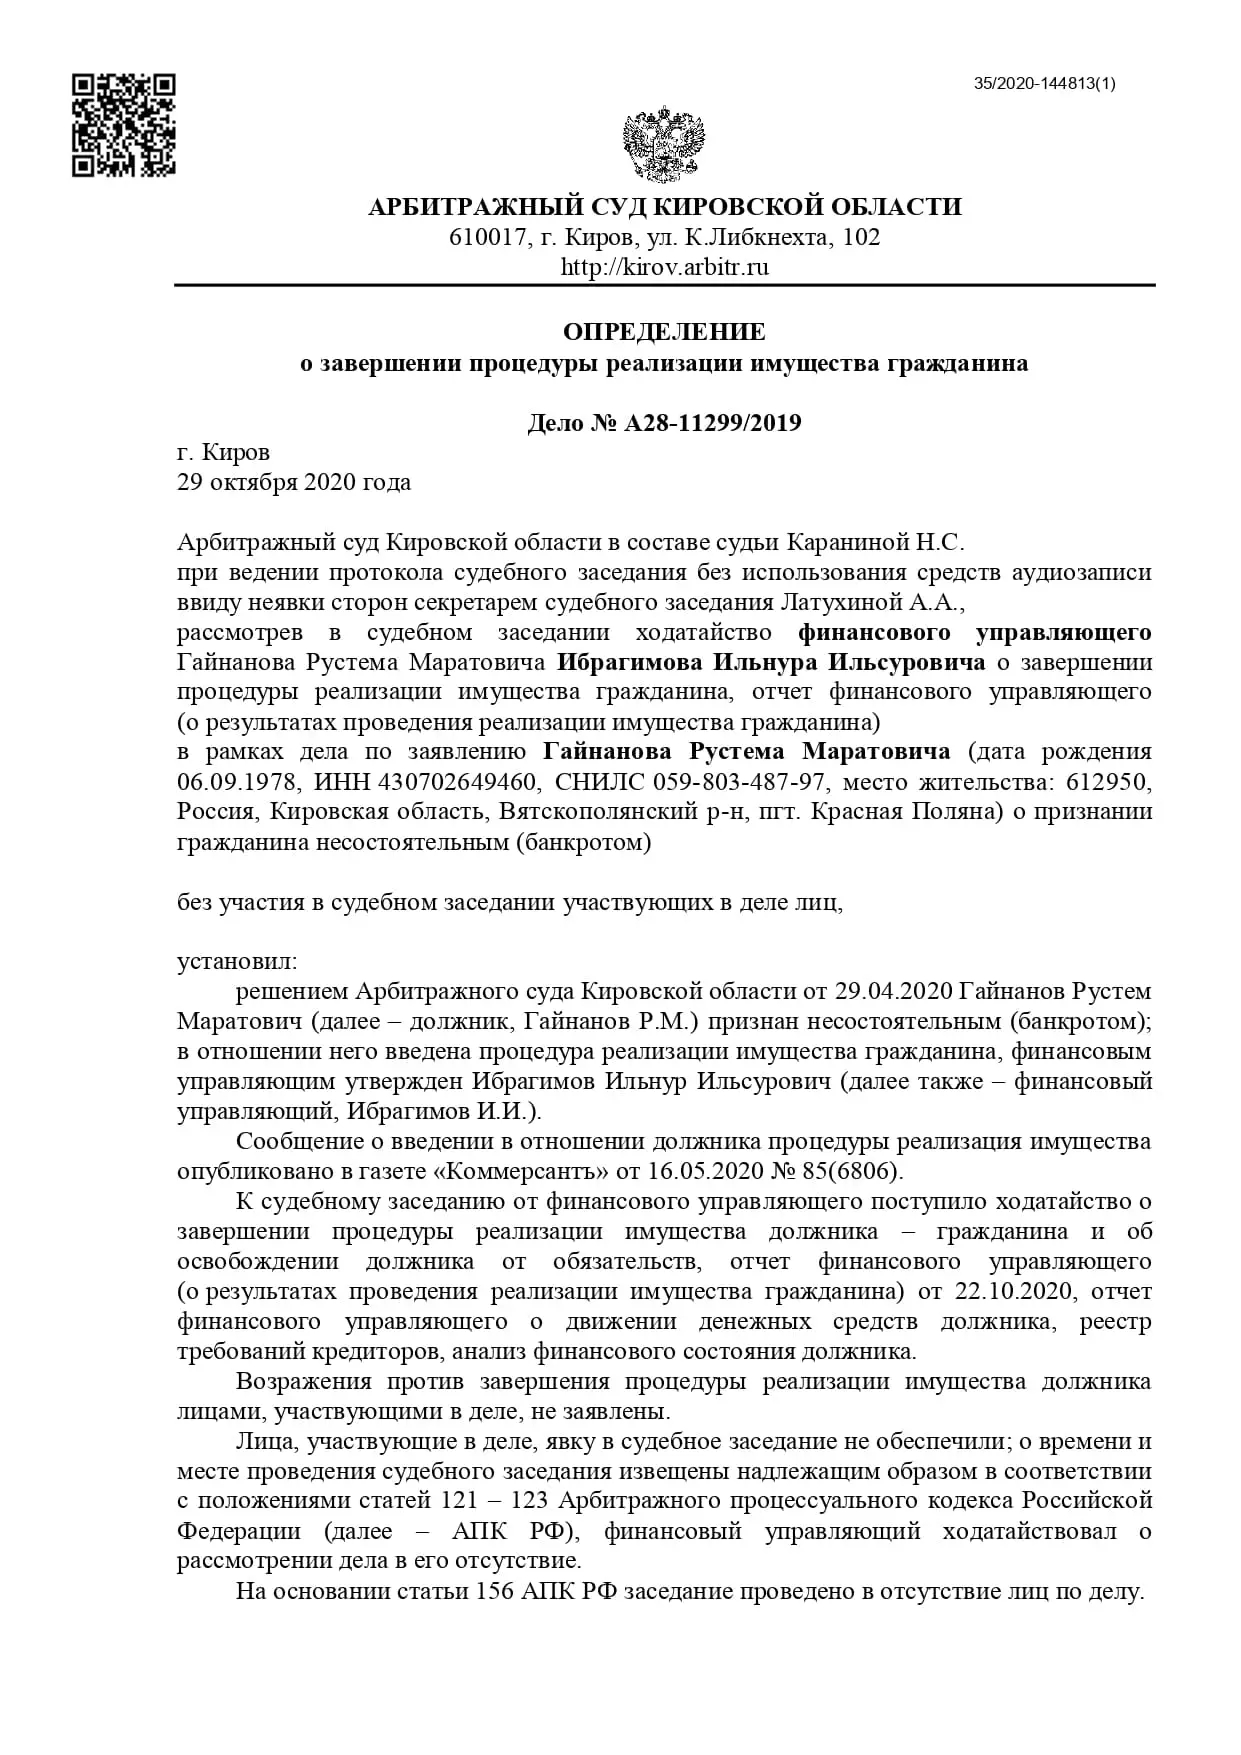 35/2020-144813(1)
АРБИТРАЖНЫЙ СУД КИРОВСКОЙ ОБЛАСТИ
610017, г. Киров, ул. К.Либкнехта, 102
http://kirov.arbitr.ru
ОПРЕДЕЛЕНИЕ
о завершении процедуры реализации имущества гражданина
Дело № А28-11299/2019
г. Киров
29 октября 2020 года
Арбитражный суд Кировской области в составе судьи Караниной Н.С.
при ведении протокола судебного заседания без использования средств аудиозаписи
ввиду неявки сторон секретарем судебного заседания Латухиной А.А.,
рассмотрев в судебном заседании ходатайство финансового управляющего
Гайнанова Рустема Маратовича Ибрагимова Ильнура Ильсуровича о завершении
процедуры реализации имущества гражданина, отчет финансового управляющего
(о результатах проведения реализации имущества гражданина)
в рамках дела по заявлению Гайнанова Рустема Маратовича (дата рождения
06.09.1978, ИНН 430702649460, СНИЛС 059-803-487-97, место жительства: 612950,
Россия, Кировская область, Вятскополянский р-н, пгт. Красная Поляна) о признании
гражданина несостоятельным (банкротом)
без участия в судебном заседании участвующих в деле лиц,
установил:
решением Арбитражного суда Кировской области от 29.04.2020 Гайнанов Рустем
Маратович (далее – должник, Гайнанов Р.М.) признан несостоятельным (банкротом);
в отношении него введена процедура реализации имущества гражданина, финансовым
управляющим утвержден Ибрагимов Ильнур Ильсурович (далее также – финансовый
управляющий, Ибрагимов И.И.).
Сообщение о введении в отношении должника процедуры реализация имущества
опубликовано в газете «Коммерсантъ» от 16.05.2020 № 85(6806).
К судебному заседанию от финансового управляющего поступило ходатайство о
завершении процедуры реализации имущества должника – гражданина и об
освобождении должника от обязательств, отчет финансового управляющего
(о результатах проведения реализации имущества гражданина) от 22.10.2020, отчет
финансового управляющего о движении денежных средств должника, реестр
требований кредиторов, анализ финансового состояния должника.
Возражения против завершения процедуры реализации имущества должника
лицами, участвующими в деле, не заявлены.
Лица, участвующие в деле, явку в судебное заседание не обеспечили; о времени и
месте проведения судебного заседания извещены надлежащим образом в соответствии
с положениями статей 121 – 123 Арбитражного процессуального кодекса Российской
Федерации (далее – АПК РФ), финансовый управляющий ходатайствовал о
рассмотрении дела в его отсутствие.
На основании статьи 156 АПК РФ заседание проведено в отсутствие лиц по делу.